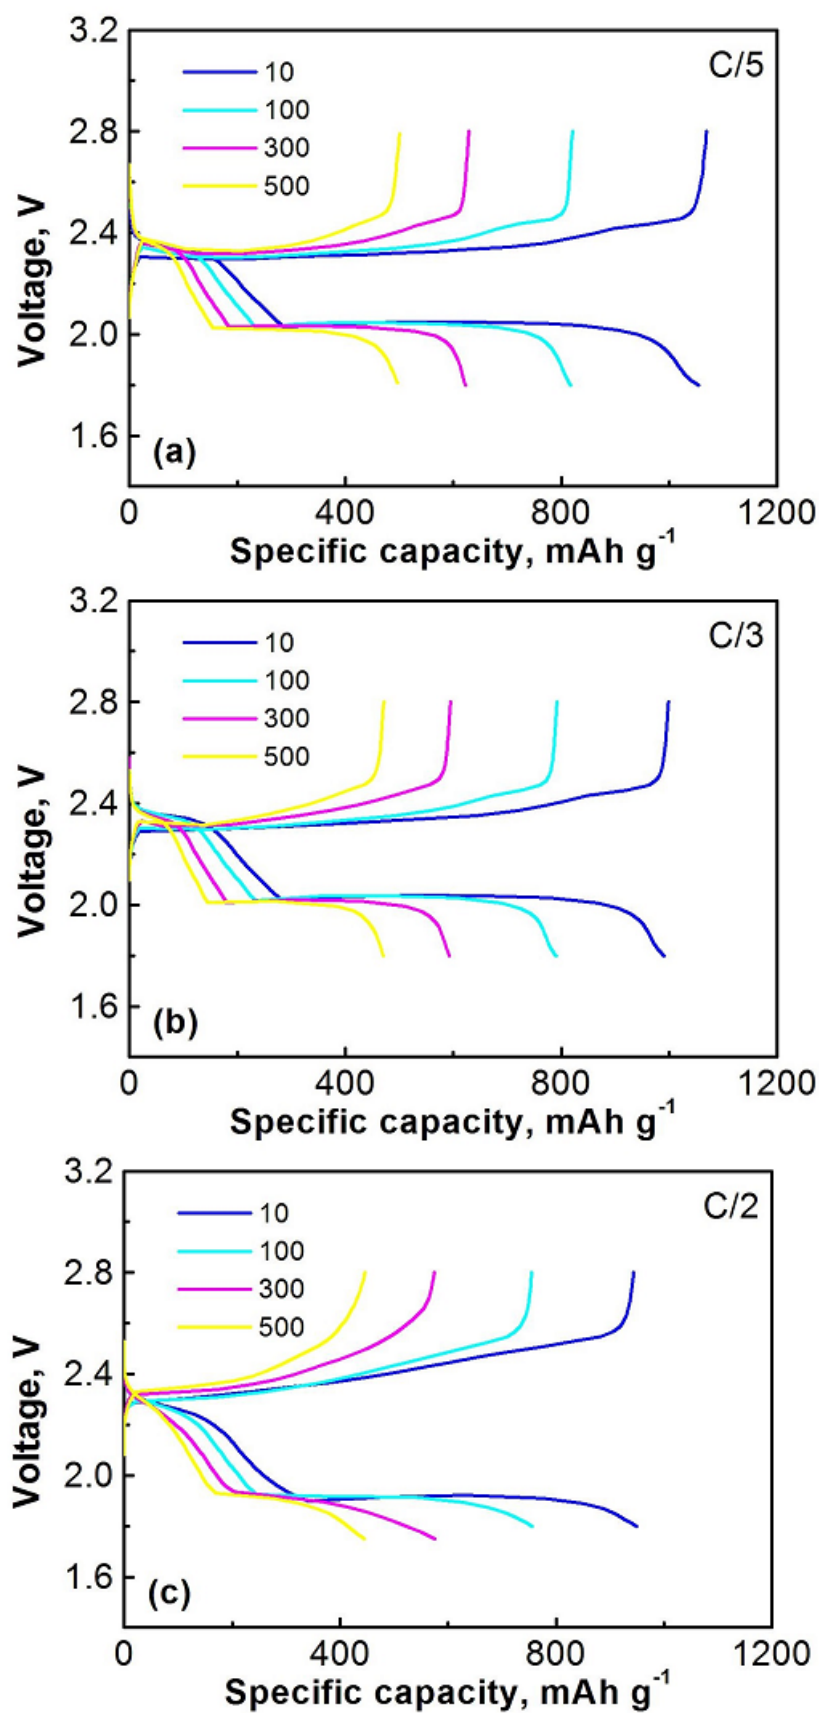 3.2
C/5
10
100
300
500
2.8
2.4
2.0
1.6
Voltage, V
(a)
0 400 800 1200
Specific capacity, mAh g-1
3.2
C/3
10
100
300
500
2.8
2.4
2.0
1.6
Voltage, V
(b)
0 400 800 1200
Specific capacity, mAh g-1
3.2
C/2
10
100
300
500
2.8
2.4
2.0
1.6
Voltage, V
(c)
0 400 800 1200
Specific capacity, mAh g-1